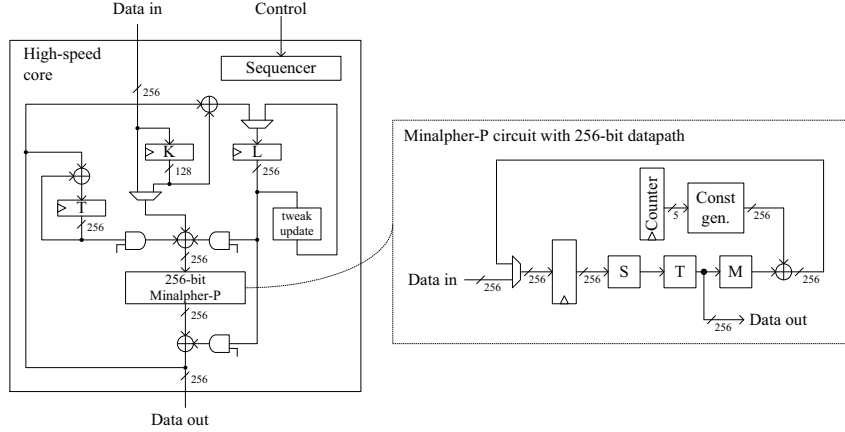 Data in
Control
High-speed
core
Sequencer
256
K
L
128
256
T
256
tweak
update
256
256-bit
Minalpher-P
256
256
Data out
Minalpher-P circuit with 256-bit datapath
Counter
5
Const
gen.
256
Data in
256
256
256
S
T
M
256
256
Data out